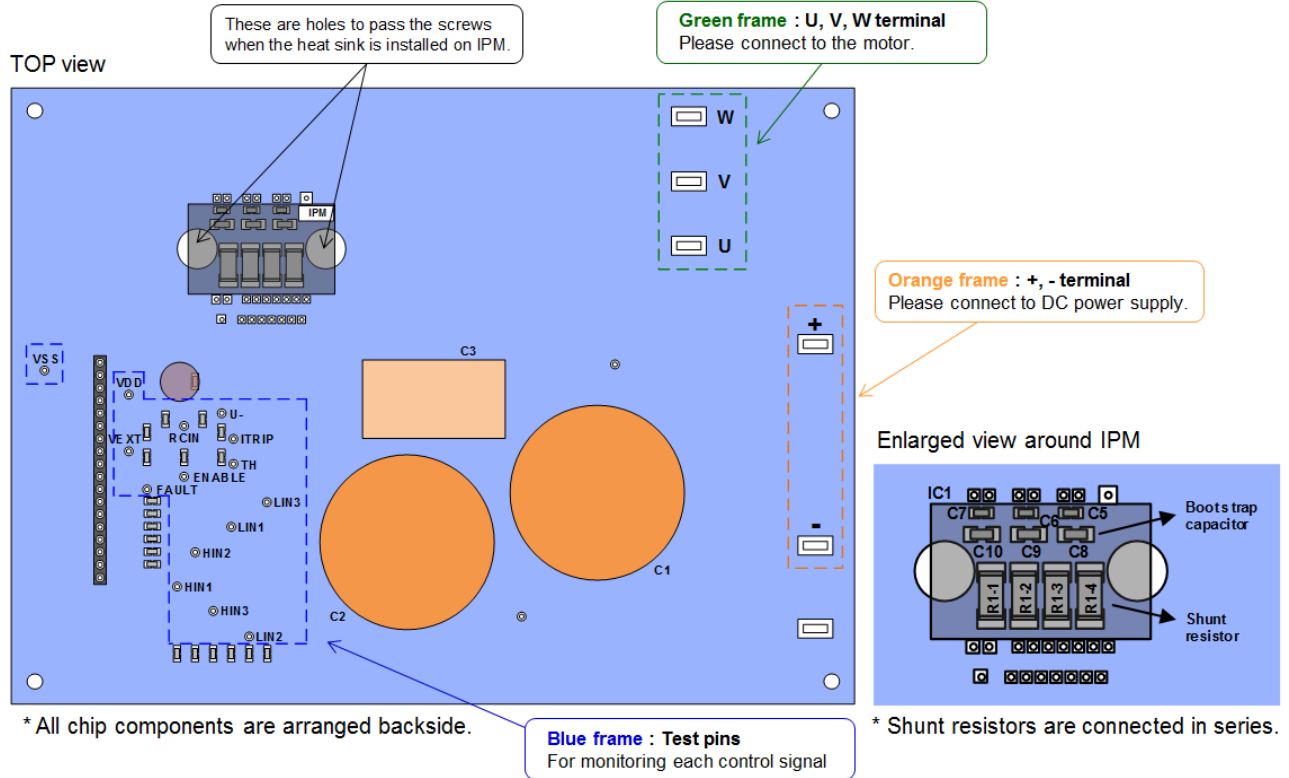 These are holes to pass the screws
when the heat sink is installed on IPM.
Green frame : U, V, W terminal
Please connect to the motor.
TOP view
W
V
U
IPM
Orange frame : +, - terminal
Please connect to DC power supply.
+
-
VSS
VDD
C3
U-
VEXT
RCIN
ITRIP
TH
ENABLE
FAULT
LIN3
LIN1
HIN2
HIN1
HIN3
LIN2
C2
C1
Enlarged view around IPM
IC1
C7
C6
C5
Bootstrap
capacitor
C10
C9
C8
R1-1
R1-2
R1-3
R1-4
Shunt
resistor
* All chip components are arranged backside.
* Shunt resistors are connected in series.
Blue frame : Test pins
For monitoring each control signal